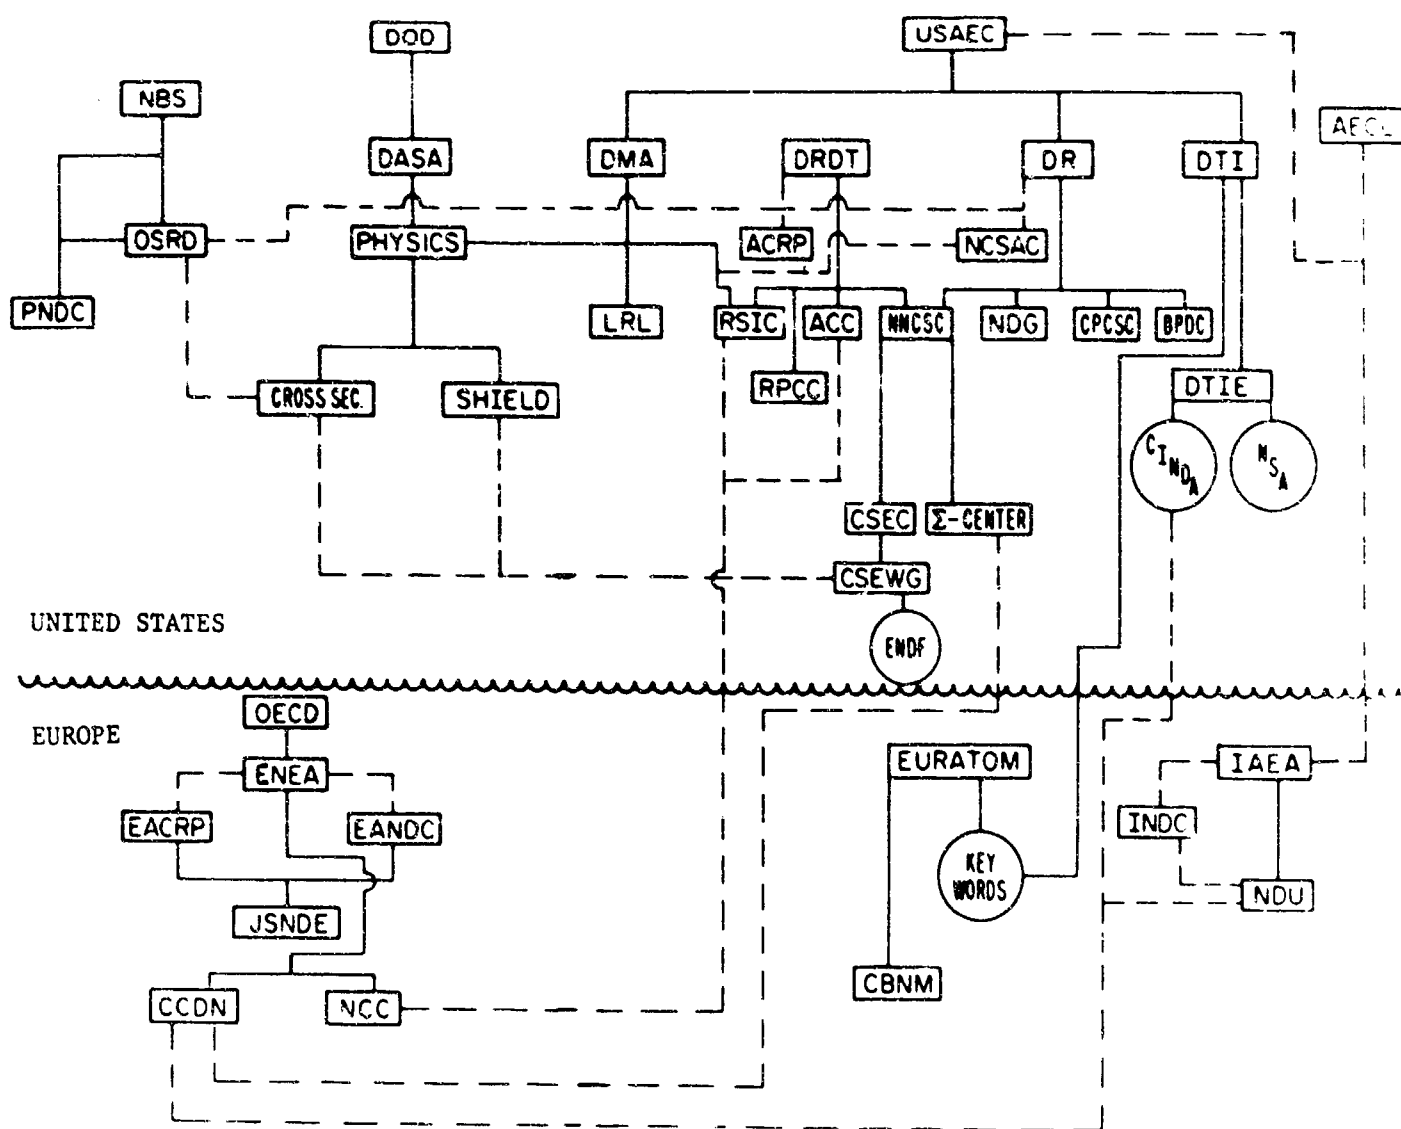 DOD
USAEC
NBS
AECL
DASA
DMA
DRDT
DR
DTI
OSRD
PHYSICS
ACRP
NCSAC
PNDC
LRL
RSIC
ACC
NNCSC
NDG
CPCSC
BPDC
CROSS SEC.
SHIELD
RPCC
DTIE
CINDA
NSA
CSEC
Σ-CENTER
CSEWG
ENDF
UNITED STATES
EUROPE
OECD
ENEA
EURATOM
IAEA
EACRP
EANDC
INDC
KEY
WORDS
NDU
JSNDE
CBNM
CCDN
NCC